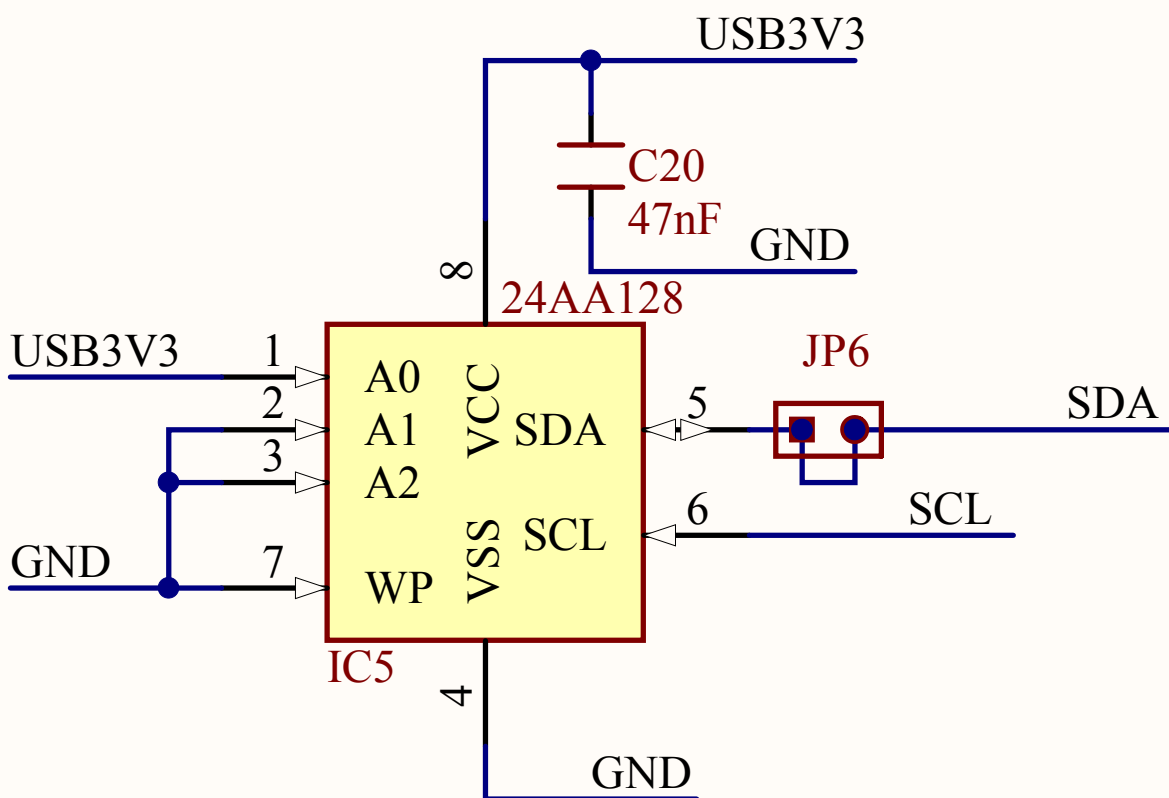 USB3V3
C20
47nF
GND
8
24AA128
USB3V3
1
A0
VCC
JP6
2
A1
SDA
5
SDA
3
A2
6
SCL
SCL
GND
7
WP
VSS
IC5
4
GND